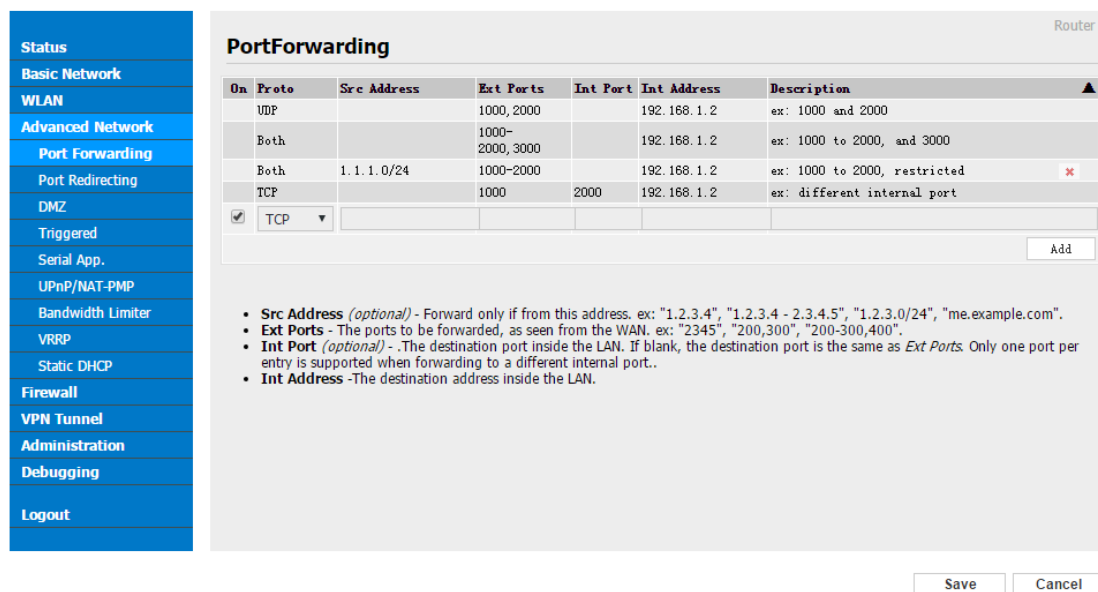 Router
Status
Basic Network
WLAN
Advanced Network
Port Forwarding
Port Redirecting
DMZ
Triggered
Serial App.
UPnP/NAT-PMP
Bandwidth Limiter
VRRP
Static DHCP
Firewall
VPN Tunnel
Administration
Debugging
Logout
PortForwarding
On Proto Src Address Ext Ports Int Port Int Address Description
UDP 1000,2000 192.168.1.2 ex: 1000 and 2000
Both 1000-2000,3000 192.168.1.2 ex: 1000 to 2000, and 3000
Both 1.1.1.0/24 1000-2000 192.168.1.2 ex: 1000 to 2000, restricted
TCP 1000 2000 192.168.1.2 ex: different internal port
TCP
Add
• Src Address (optional) - Forward only if from this address. ex: "1.2.3.4", "1.2.3.4 - 2.3.4.5", "1.2.3.0/24", "me.example.com".
• Ext Ports - The ports to be forwarded, as seen from the WAN. ex: "2345", "200,300", "200-300,400".
• Int Port (optional) - .The destination port inside the LAN. If blank, the destination port is the same as Ext Ports. Only one port per
entry is supported when forwarding to a different internal port..
• Int Address -The destination address inside the LAN.
Save Cancel